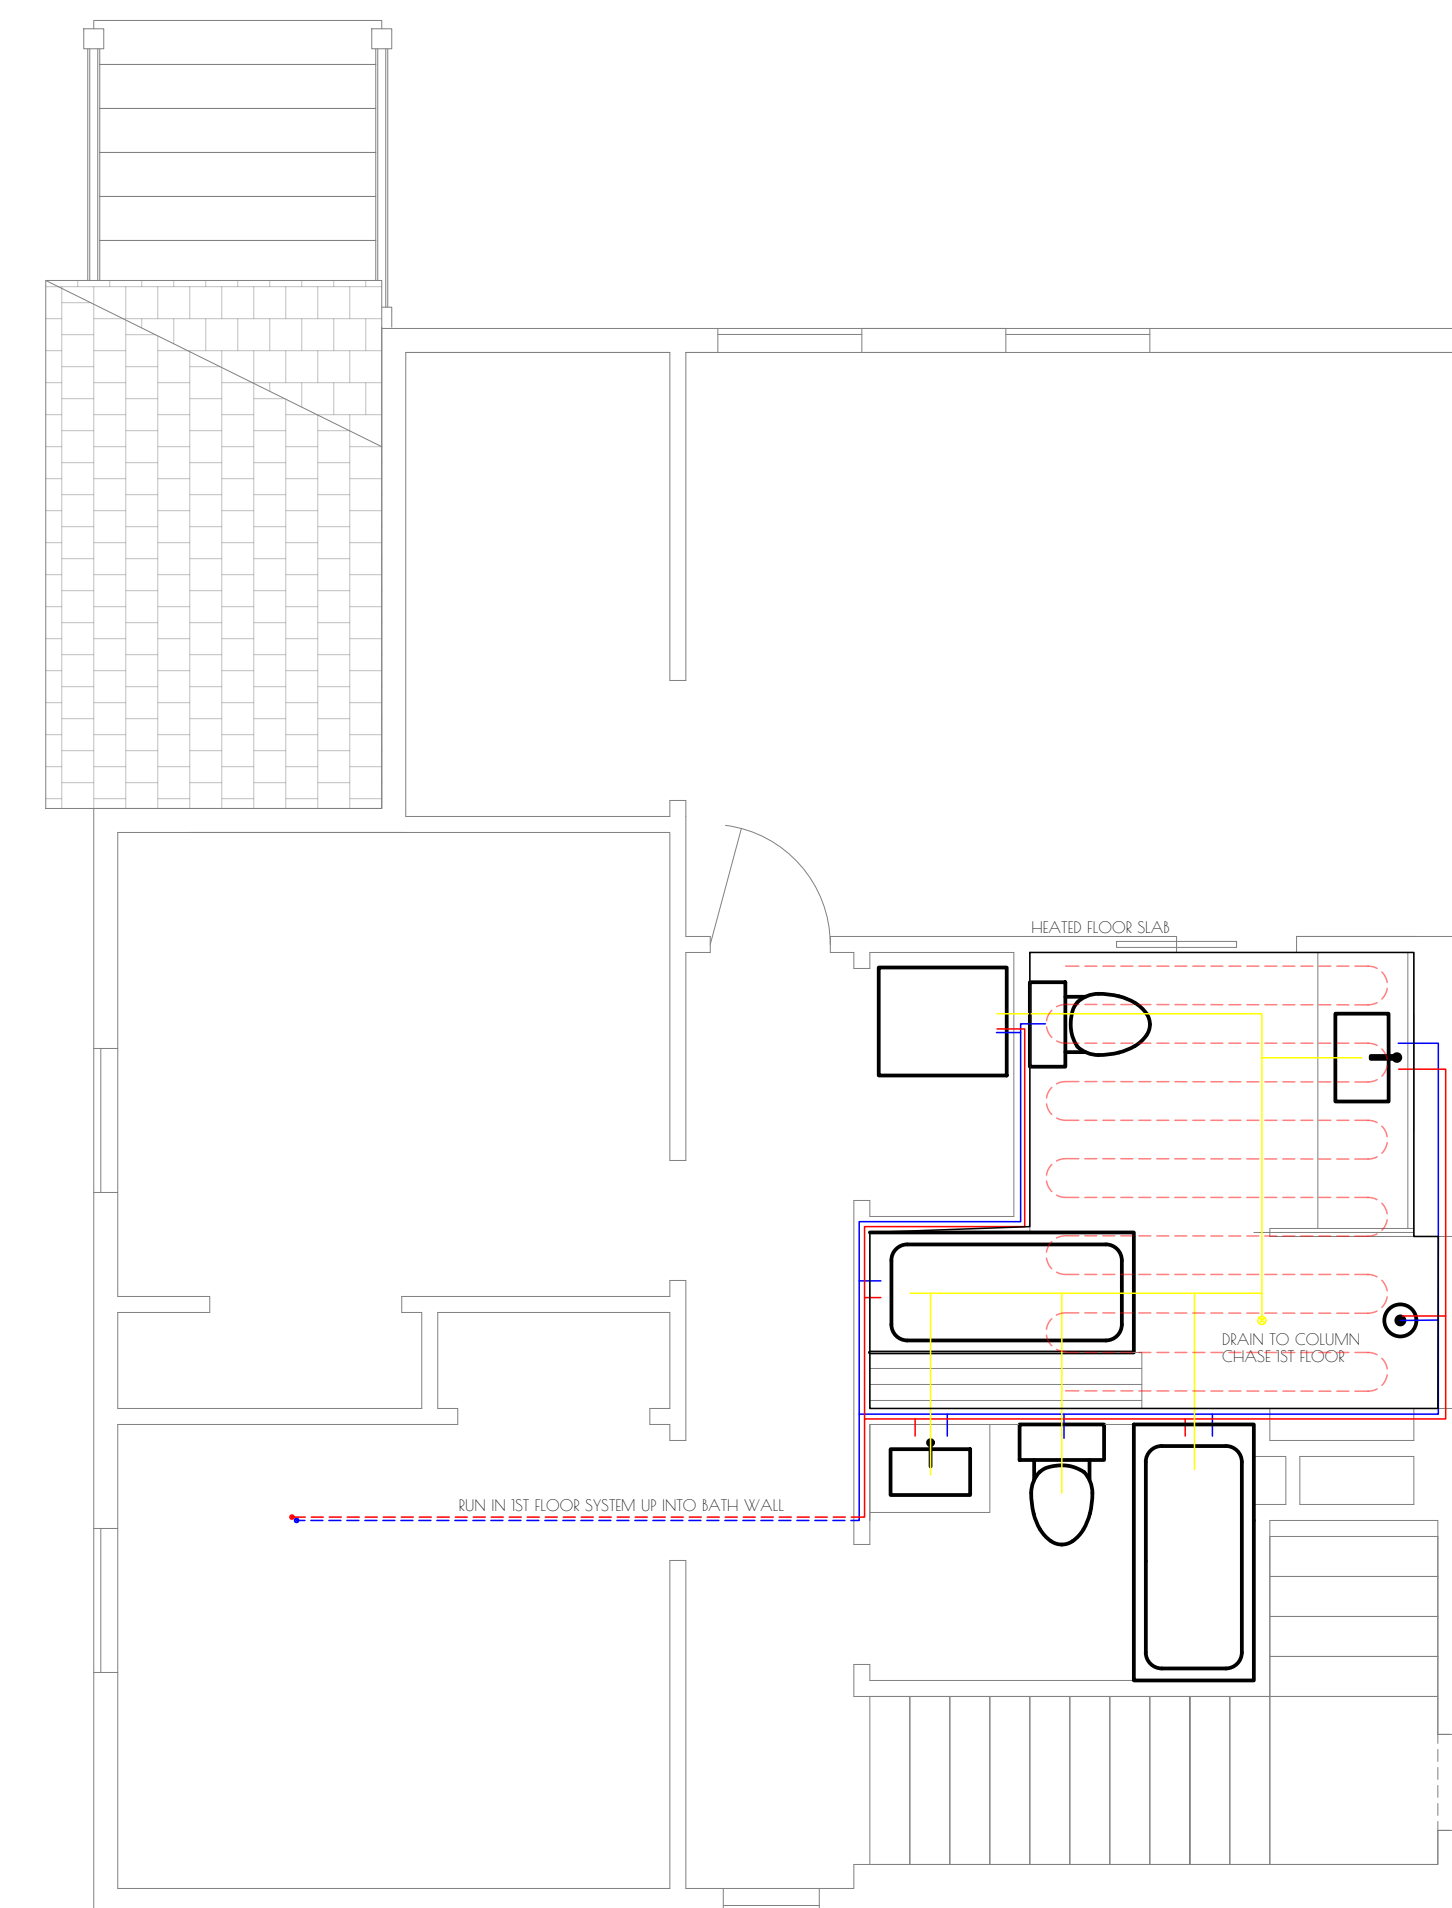 HEATED FLOOR SLAB
DRAIN TO COLUMN
CHASE 1ST FLOOR
RUN IN 1ST FLOOR SYSTEM UP INTO BATH WALL